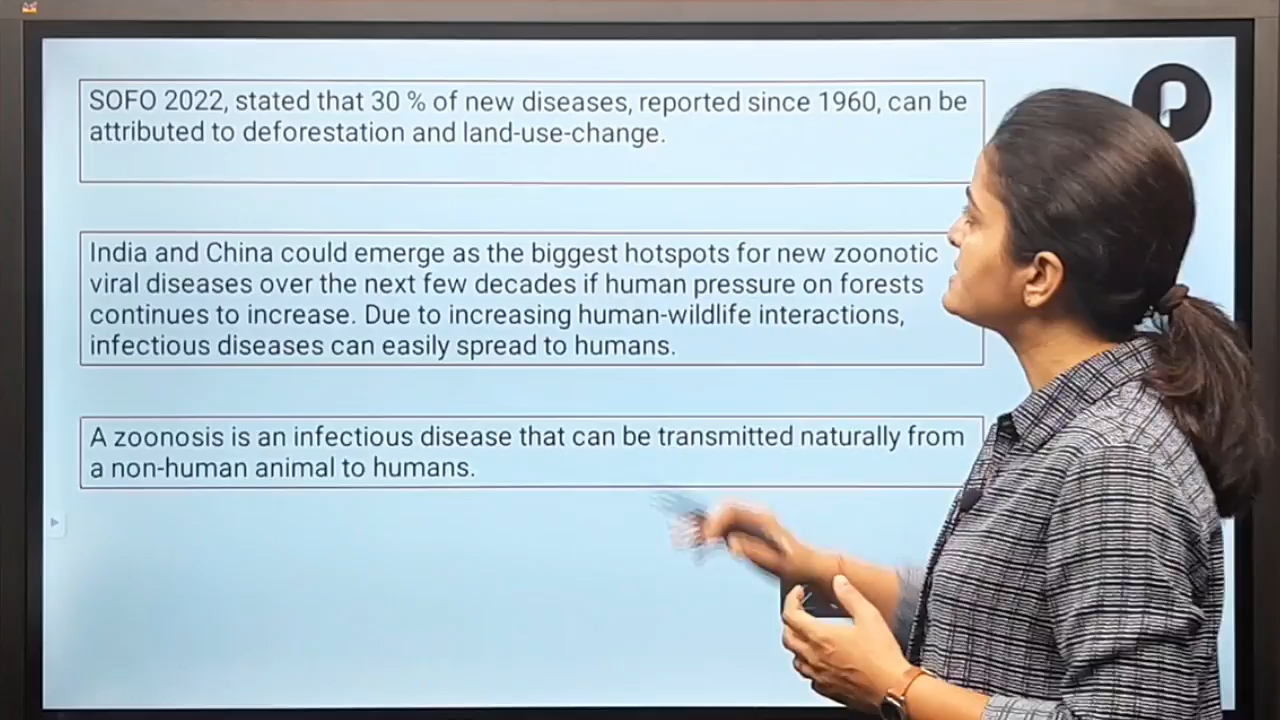 SOFO 2022, stated that 30 % of new diseases, reported since 1960, can be
attributed to deforestation and land-use-change.
India and China could emerge as the biggest hotspots for new zoonotic
viral diseases over the next few decades if human pressure on forests
continues to increase. Due to increasing human-wildlife interactions,
infectious diseases can easily spread to humans.
A zoonosis is an infectious disease that can be transmitted naturally from
a non-human animal to humans.